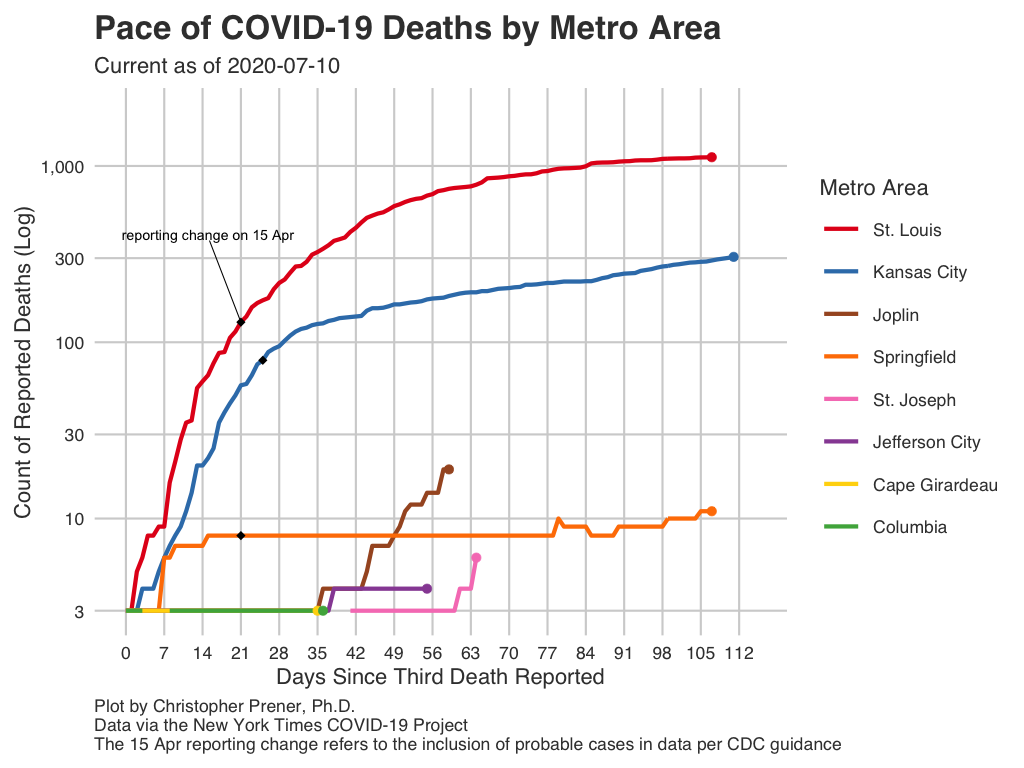 Pace of COVID-19 Deaths by Metro Area
Current as of 2020-07-10
Count of Reported Deaths (Log)
1,000
300
100
30
10
3
reporting change on 15 Apr
0 7 14 21 28 35 42 49 56 63 70 77 84 91 98 105 112
Days Since Third Death Reported
Metro Area
St. Louis
Kansas City
Joplin
Springfield
St. Joseph
Jefferson City
Cape Girardeau
Columbia
Plot by Christopher Prener, Ph.D.
Data via the New York Times COVID-19 Project
The 15 Apr reporting change refers to the inclusion of probable cases in data per CDC guidance